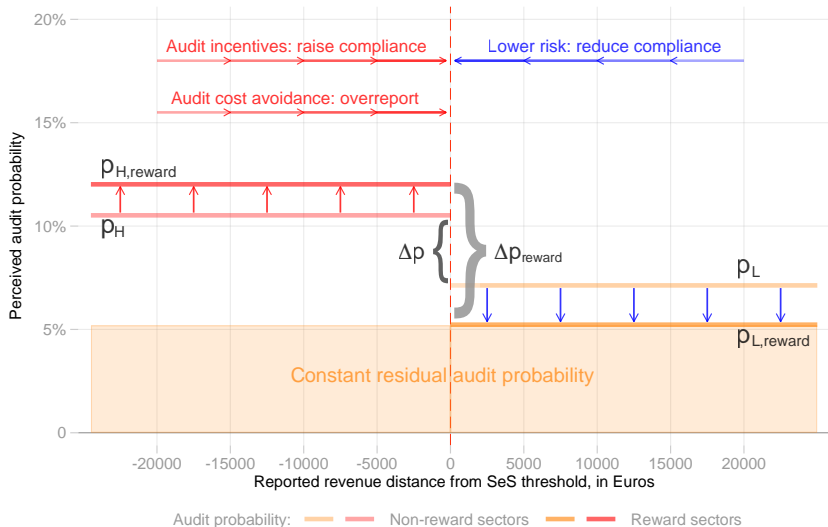 20%
Audit incentives: raise compliance
Lower risk: reduce compliance
Audit cost avoidance: overreport
15%
Perceived audit probability
pH,reward
10%
pH
Δp
Δpreward
pL
5%
pL,reward
Constant residual audit probability
0
-20000 -15000 -10000 -5000 0 5000 10000 15000 20000
Reported revenue distance from SeS threshold, in Euros
Audit probability: Non-reward sectors Reward sectors